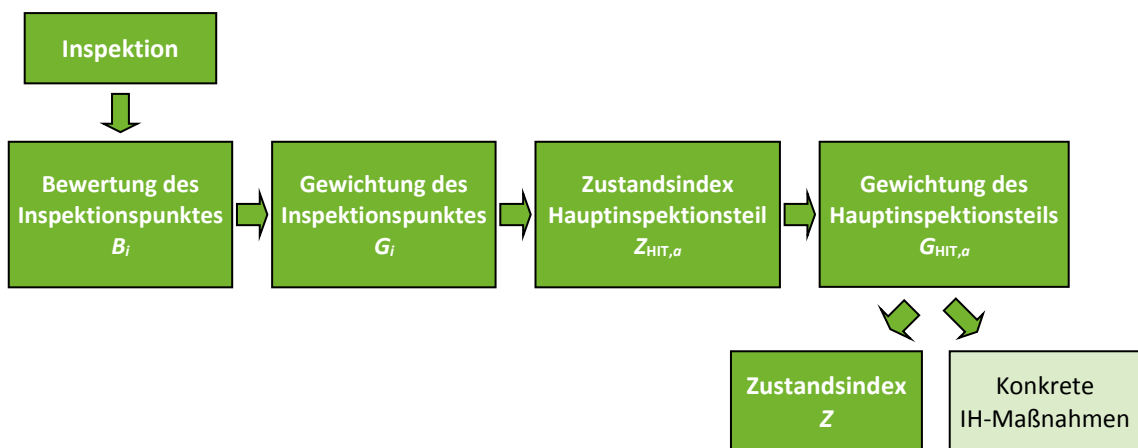 Inspektion
Bewertung des
Inspektionspunktes
Bi
Gewichtung des
Inspektionspunktes
Gi
Zustandsindex
Hauptinspektionsteil
ZHIT,a
Gewichtung des
Hauptinspektionsteils
GHIT,a
Zustandsindex
Z
Konkrete
IH-Maßnahmen